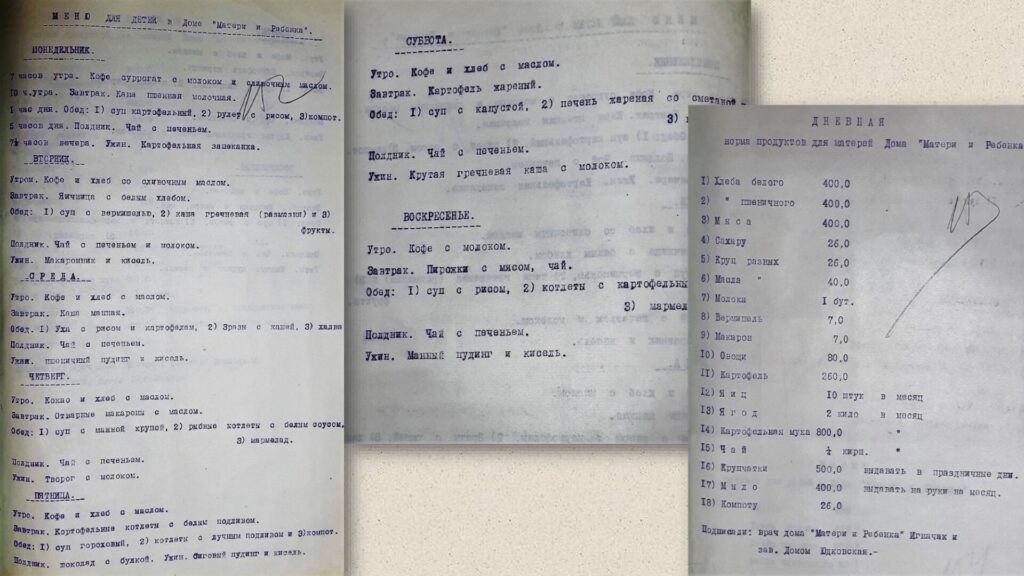 МЕНЮ ДЛЯ ДЕТЕЙ в Доме "Матери и Ребенка".
ПОНЕДЕЛЬНИК.
7 часов утра. Кофе суррогат с молоком и сливочным маслом.
10 ч.утра. Завтрак. Каша пшенная молочная.
1 час дня. Обед: 1) суп картофельный, 2) рулет с рисом, 3) компот.
5 часов дня. Полдник. Чай с печеньем.
7½ часов вечера. Ужин. Картофельная запеканка.
ВТОРНИК.
Утром. Кофе и хлеб со сливочным маслом.
Завтрак. Яичница с белым хлебом.
Обед: 1) суп с вермишелью, 2) каша гречневая (размазня) и 3)
фрукты.
Полдник. Чай с печеньем и молоком.
Ужин. Макаронник и кисель.
СРЕДА.
Утро. Кофе и хлеб с маслом.
Завтрак. Каша манная.
Обед. 1) Уха с рисом и картофелем, 2) Зразы с кашей, 3) халва
Полдник. Чай с печеньем.
Ужин. пшеничный пудинг и кисель.
ЧЕТВЕРГ.
Утро. Какао и хлеб с маслом.
Завтрак. Отварные макароны с маслом.
Обед: 1) суп с манной крупой, 2) рыбные котлеты с белым соусом,
3) мармелад.
Полдник. Чай с печеньем.
Ужин. Творог с молоком.
ПЯТНИЦА.
Утро. Кофе и хлеб с маслом.
Завтрак. Картофельные котлеты с белым подливом.
Обед: 1) суп гороховый, 2) котлеты с лучным подливом и 3) компот.
Полдник. шоколад с булкой. Ужин. Сиговый пудинг и кисель.
СУББОТА.
Утро. Кофе и хлеб с маслом.
Завтрак. Картофель жареный.
Обед: 1) суп с капустой, 2) печень жареная со сметаной
3)
Полдник. Чай с печеньем.
Ужин. Крутая гречневая каша с молоком.
ВОСКРЕСЕНЬЕ.
Утро. Кофе с молоком.
Завтрак. Пирожки с мясом, чай.
Обед: 1) суп с рисом, 2) котлеты с картофельны
3) мармелад
Полдник. Чай с печеньем.
Ужин. Манный пудинг и кисель.
ДНЕВНАЯ
норма продуктов для матерей Дома "Матери и Ребенка
1) Хлеба белого 400,0
2) " пшеничного 400,0
3) Мяса 400,0
4) Сахару 26,0
5) Круп разных 26,0
6) Масла " 40,0
7) Молоки 1 бут.
8) Вермишель 7,0
9) Макарон 7,0
10) Овощи 80,0
11) Картофель 260,0
12) Яиц 10 штук в месяц
13) Ягод 2 кило в месяц
14) Картофельная мука 800,0 "
15) Чай ¼ кирп. "
16) Крупчатки 500,0 выдавать в праздничные дни.
17) Мыло 400,0 выдавать на руки на месяц.
18) Компоту 26,0
Подписали: врач дома "Матери и Ребенка" Игначак и
зав. Домом Юдковская.-